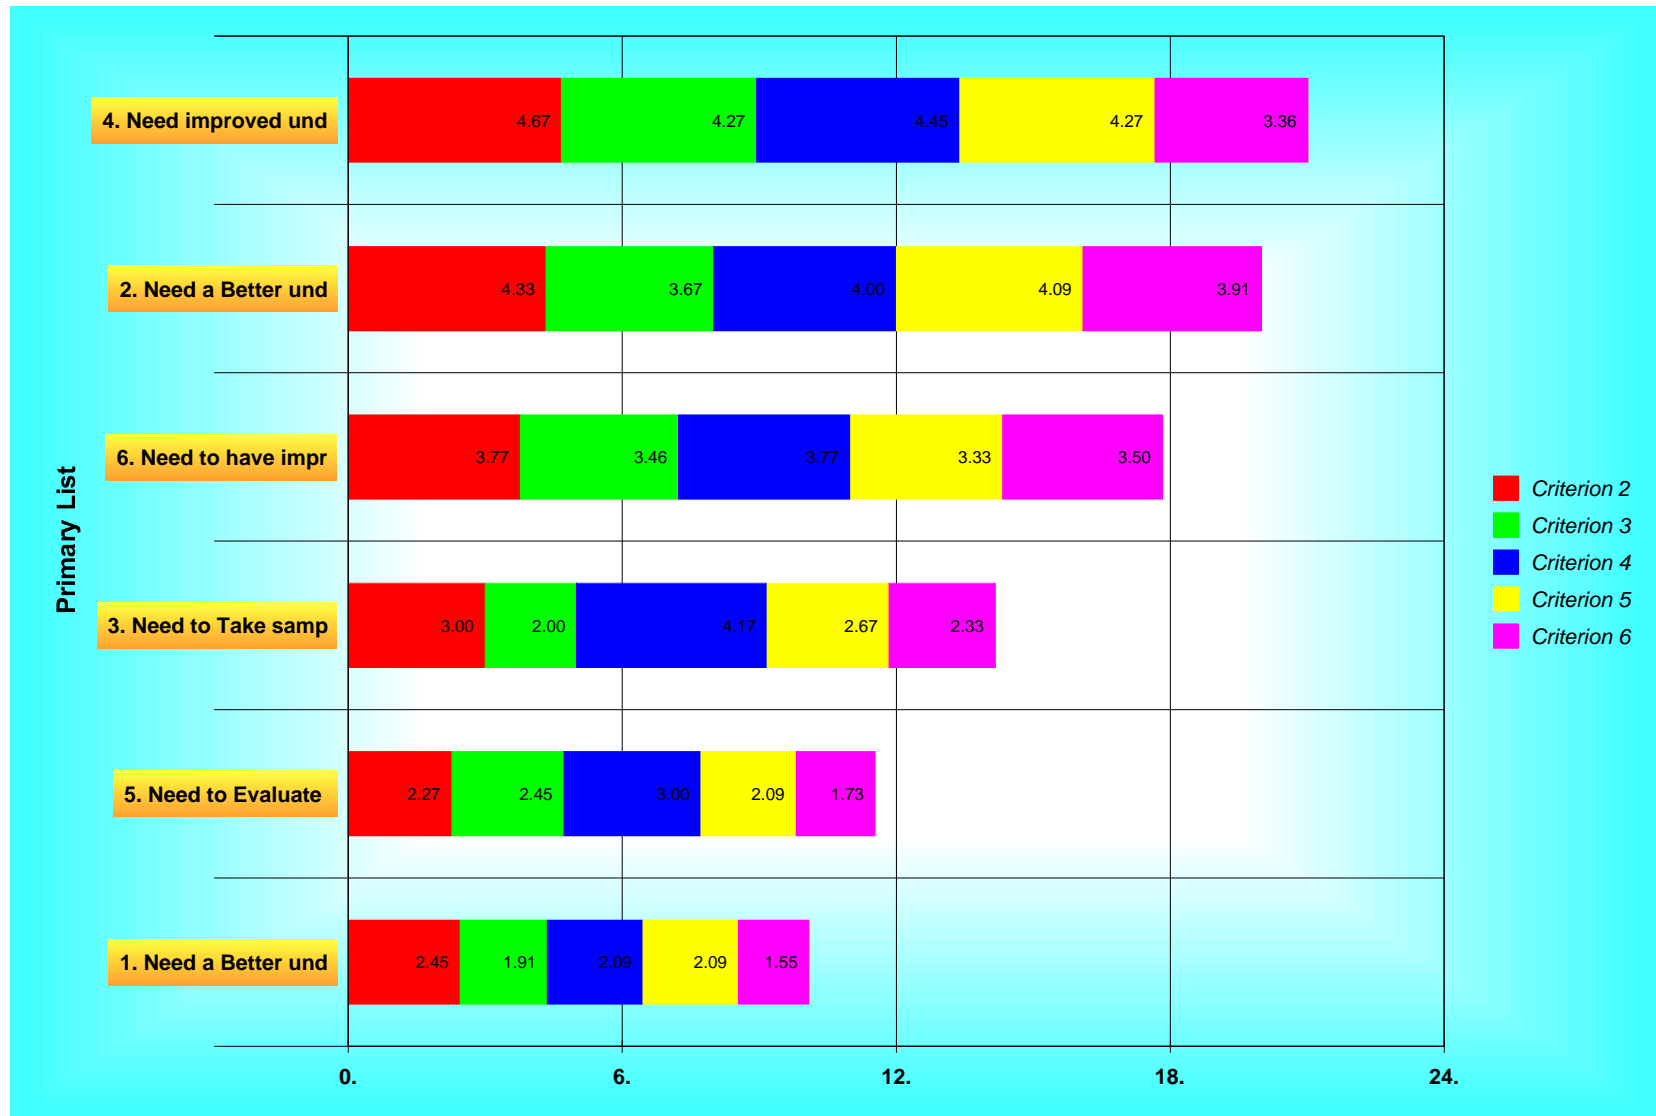 4. Need improved und
4.67 4.27 4.45 4.27 3.36
2. Need a Better und
4.33 3.67 4.00 4.09 3.91
6. Need to have impr
3.77 3.46 3.77 3.33 3.50
3. Need to Take samp
3.00 2.00 4.17 2.67 2.33
5. Need to Evaluate
2.27 2.45 3.00 2.09 1.73
1. Need a Better und
2.45 1.91 2.09 2.09 1.55
0. 6. 12. 18. 24.
Primary List
Criterion 2
Criterion 3
Criterion 4
Criterion 5
Criterion 6